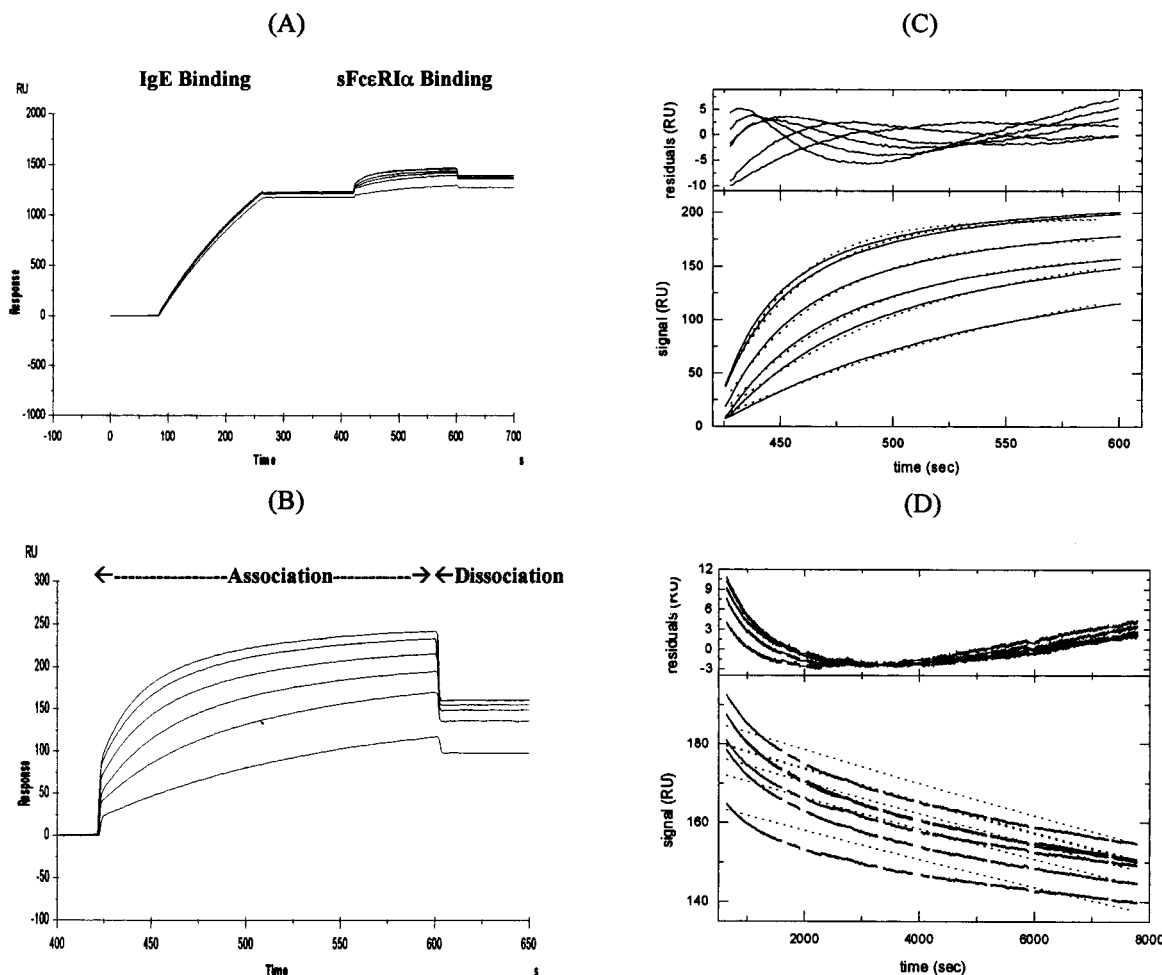 (A)
RU
IgE Binding
sFcεRIα Binding
2000
1500
1000
500
0
-500
-1000
Response
-100
0
100
200
300
400
500
600
700
Time
s
(B)
RU
←--------Association--------→
←Dissociation
300
250
200
150
100
50
0
-50
-100
Response
400
450
500
550
600
650
Time
s
(C)
5
0
-5
-10
residuals (RU)
200
150
100
50
0
signal (RU)
450
500
550
600
time (sec)
(D)
12
9
6
3
0
-3
residuals (RU)
180
160
140
signal (RU)
2000
4000
6000
8000
time (sec)